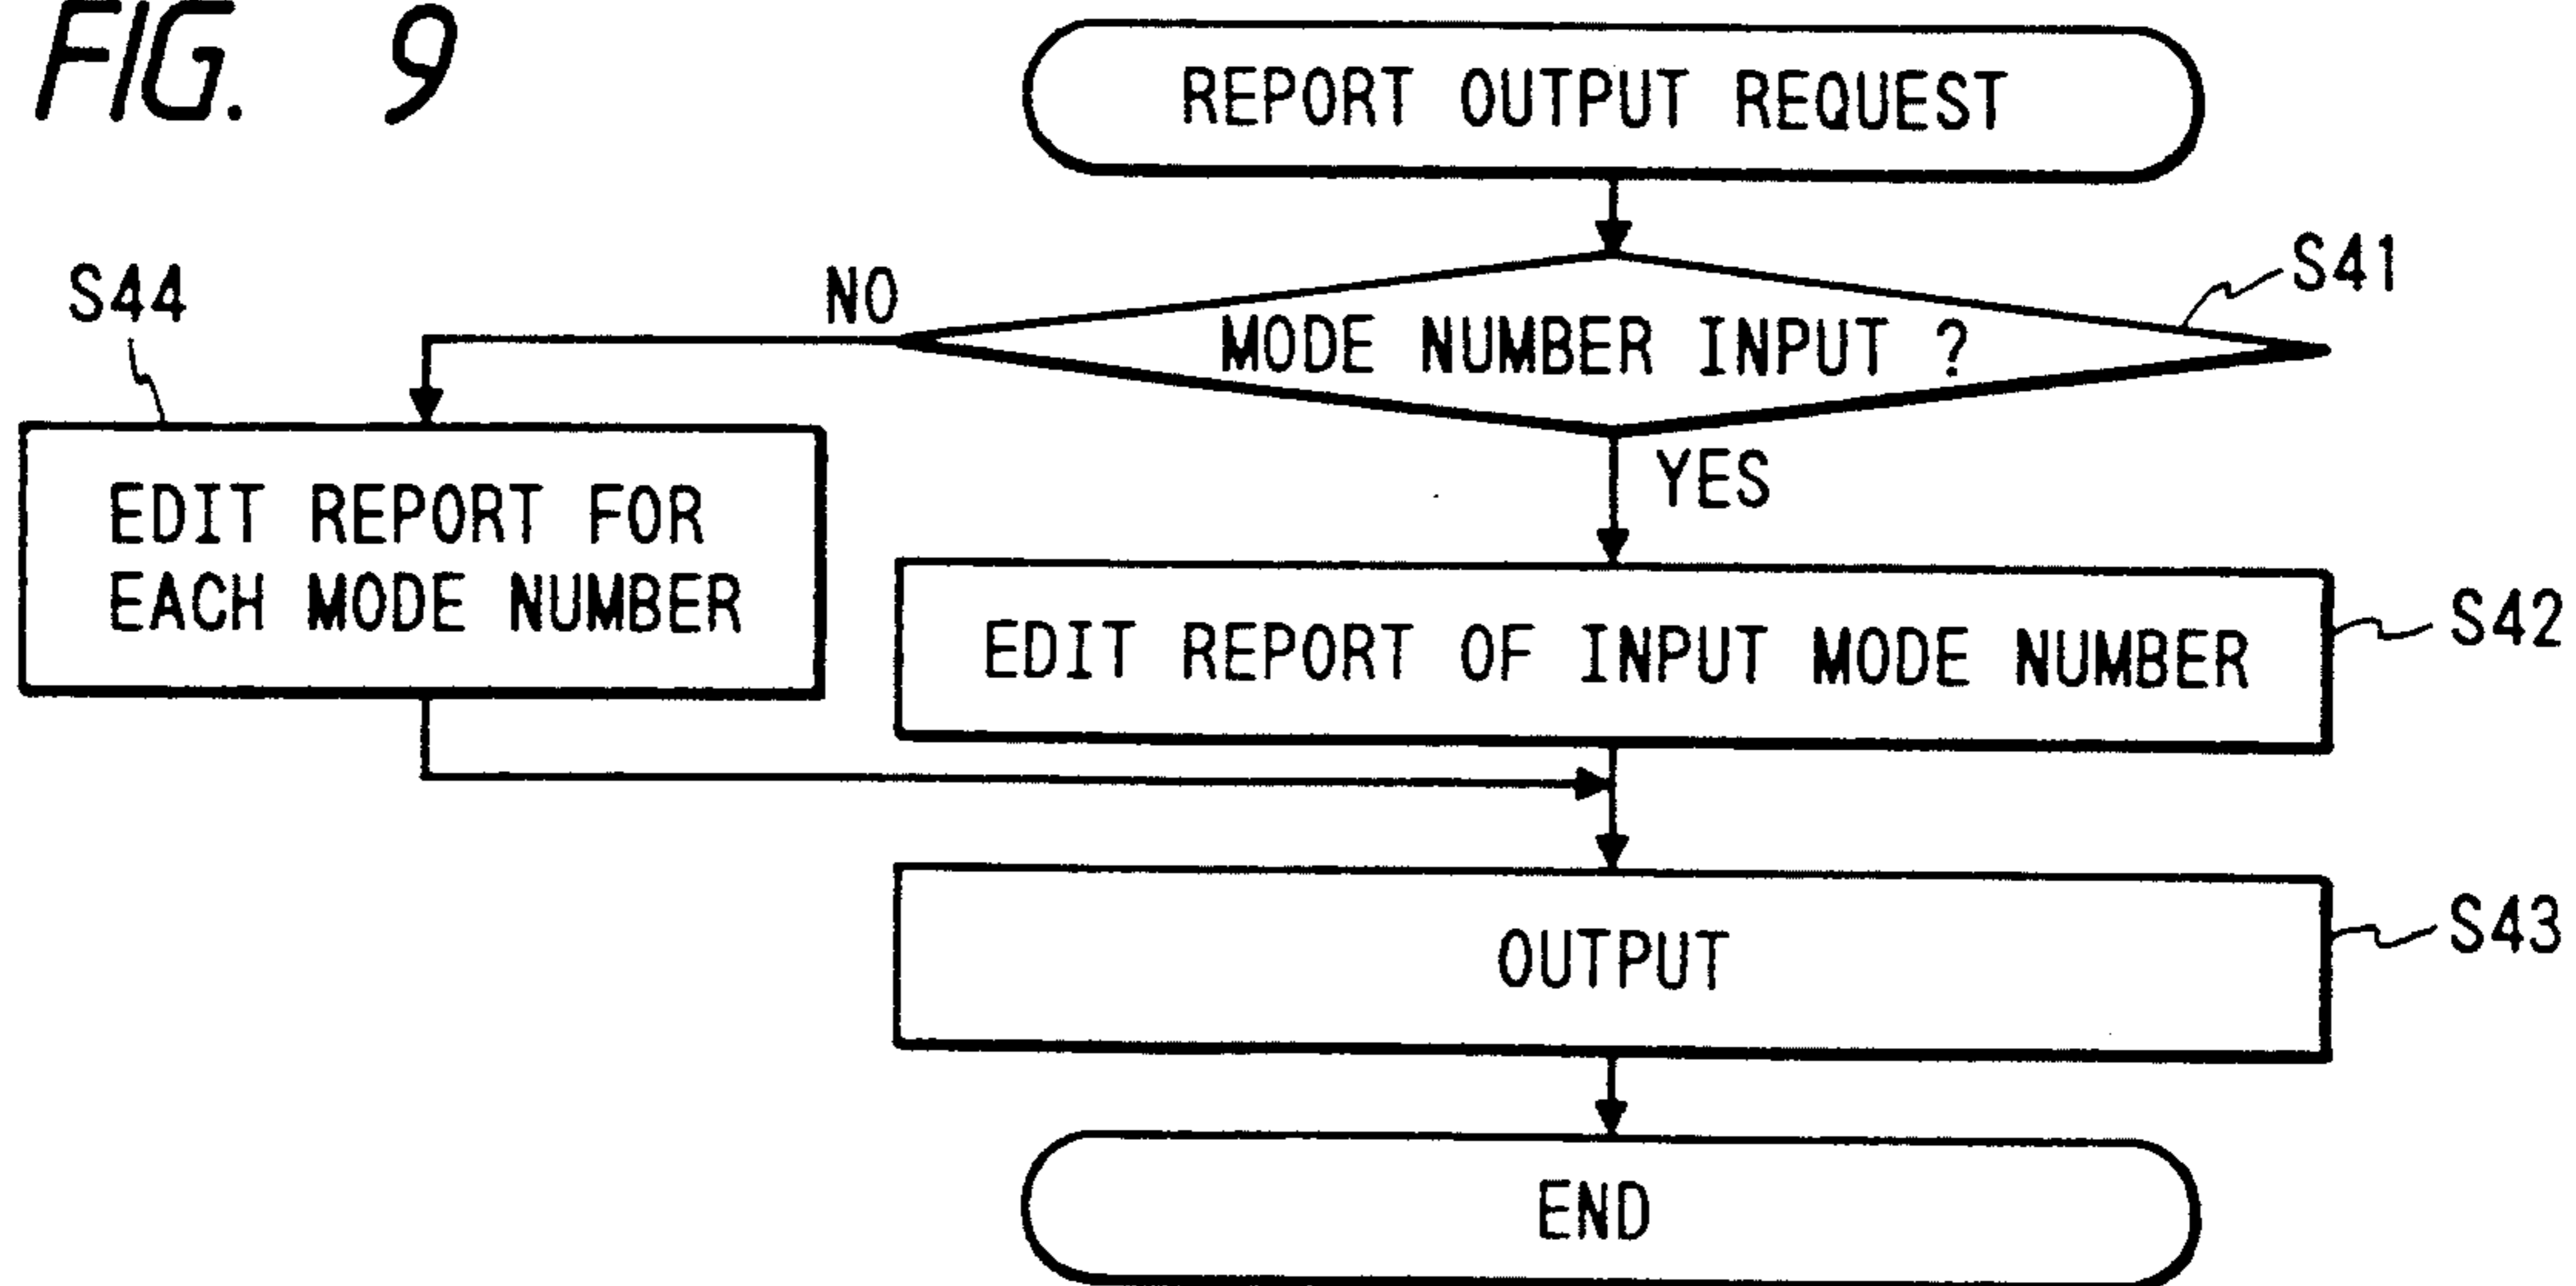 FIG. 9
REPORT OUTPUT REQUEST
S41
MODE NUMBER INPUT ?
NO
YES
S44
EDIT REPORT FOR
EACH MODE NUMBER
EDIT REPORT OF INPUT MODE NUMBER
S42
OUTPUT
S43
END